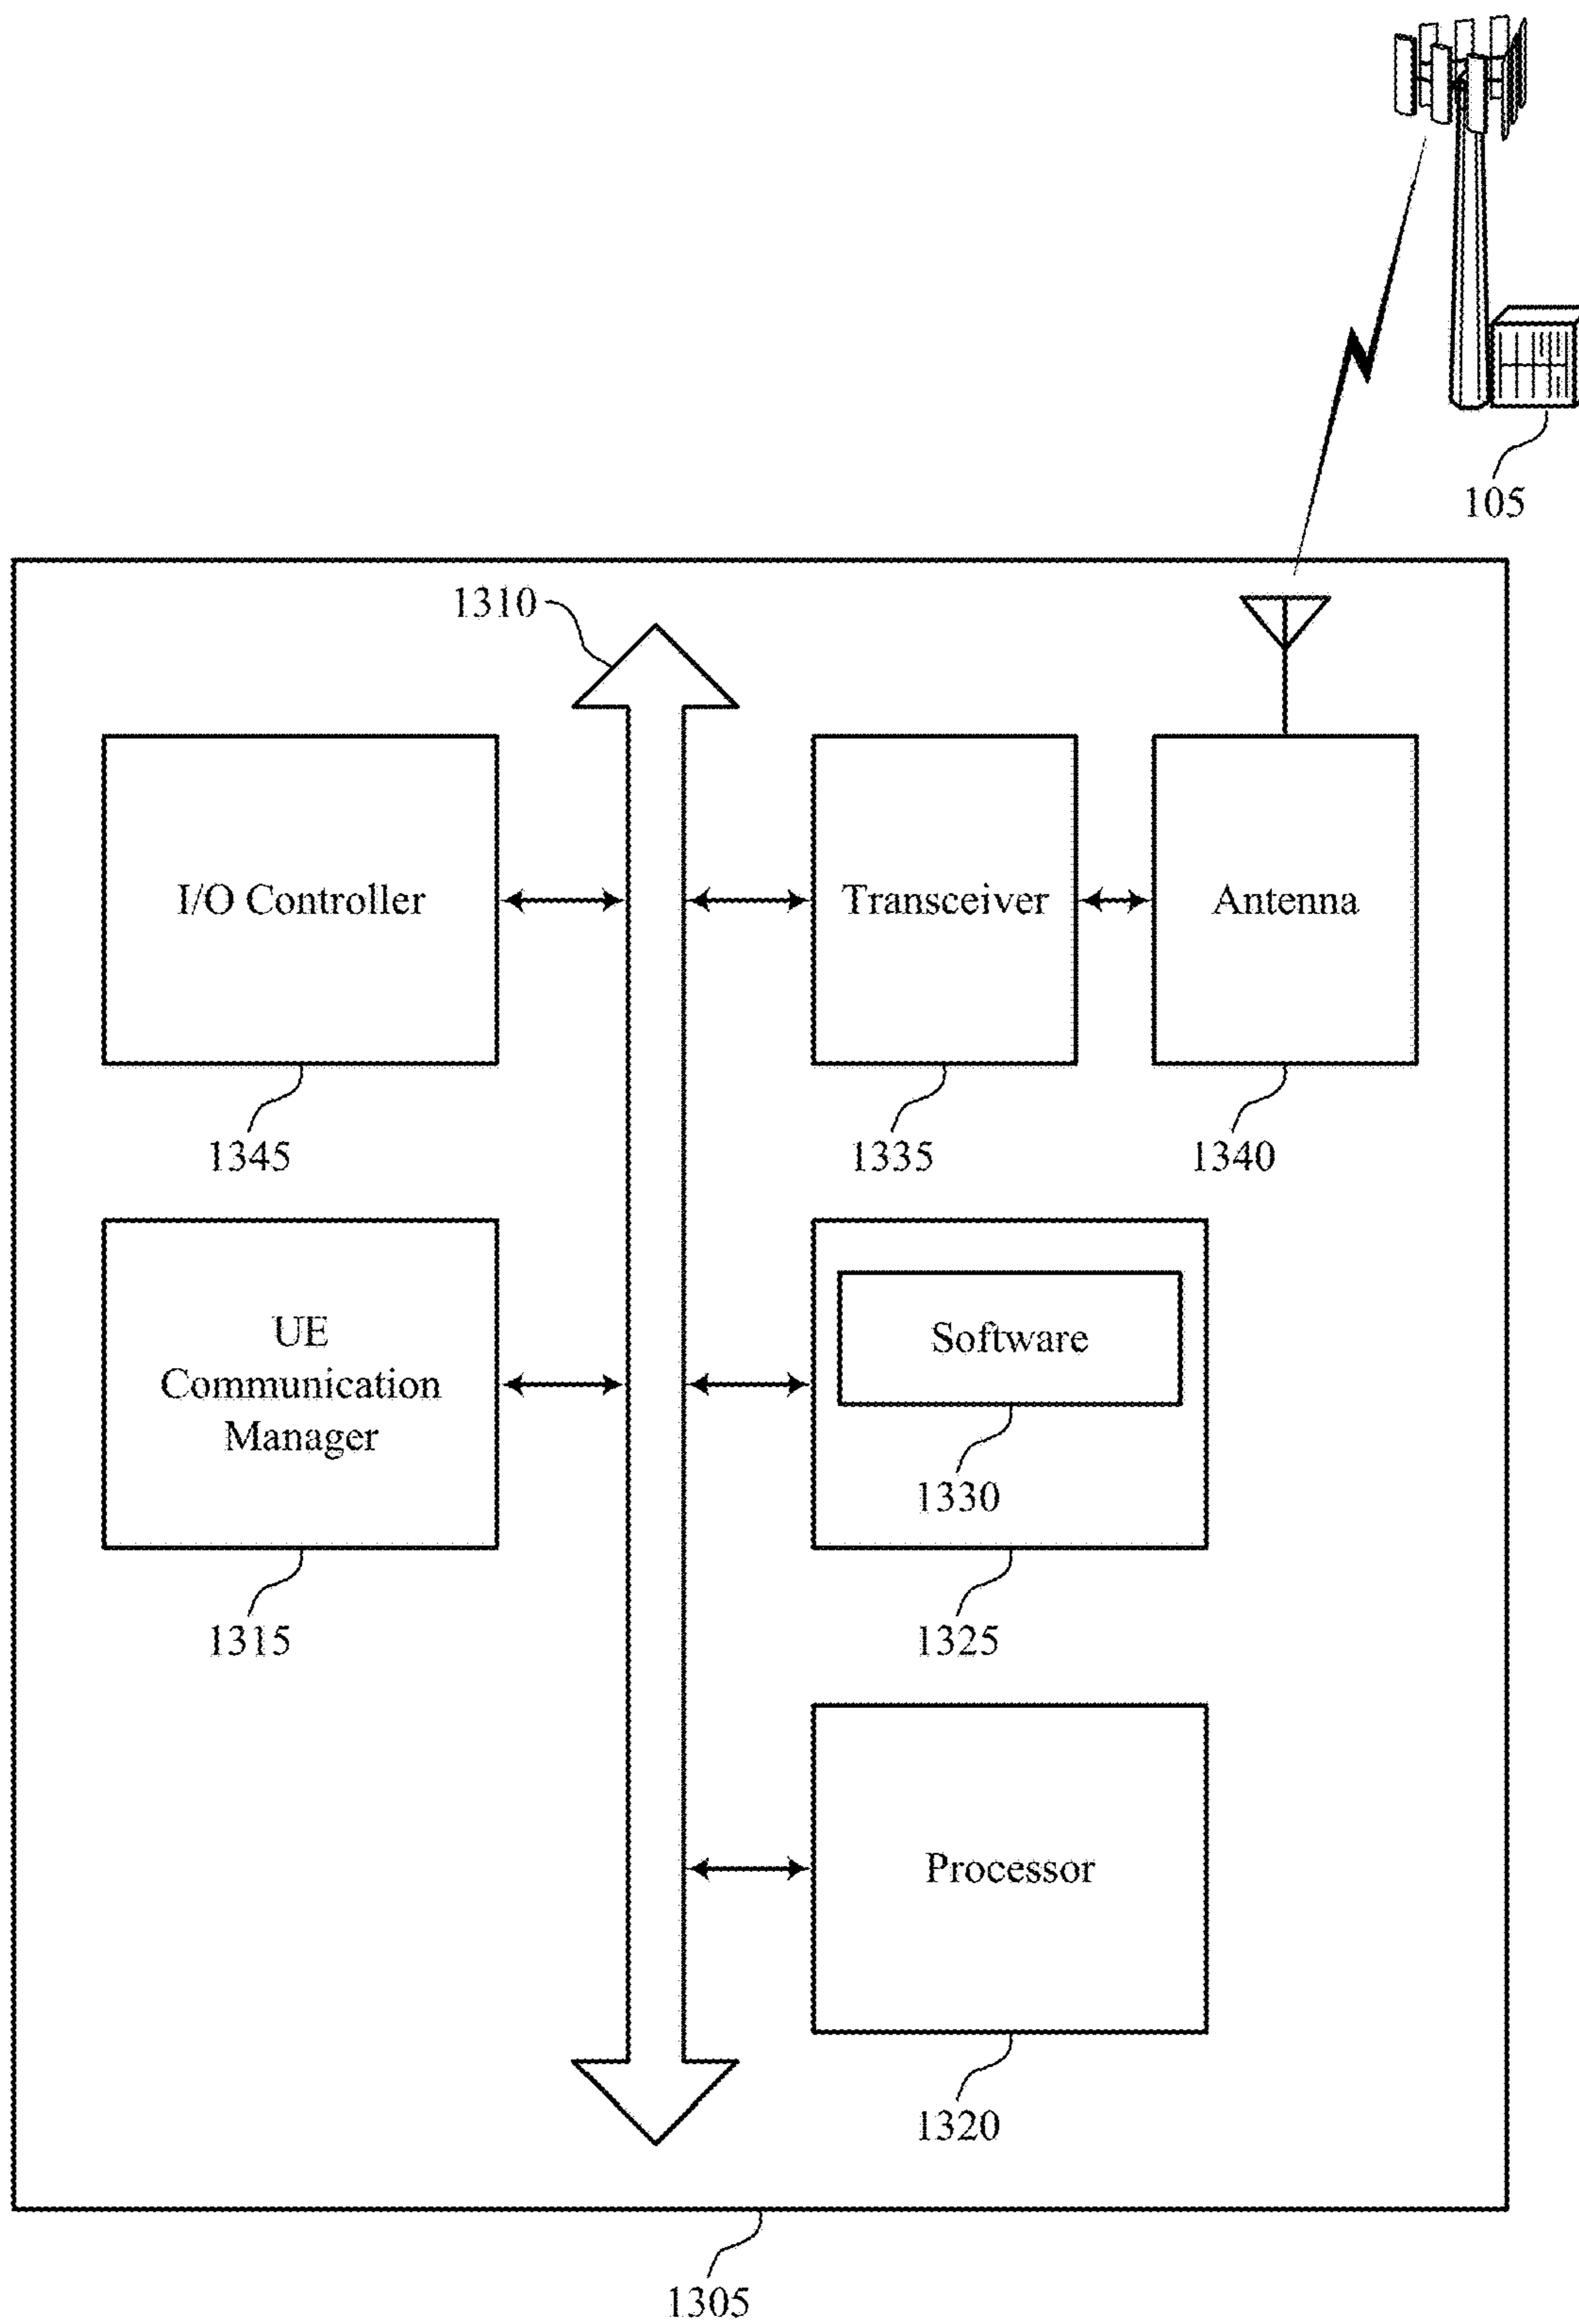 105
1310
I/O Controller
Transceiver
Antenna
1345
1335
1340
UE
Communication
Manager
Software
1330
1315
1325
Processor
1320
1305